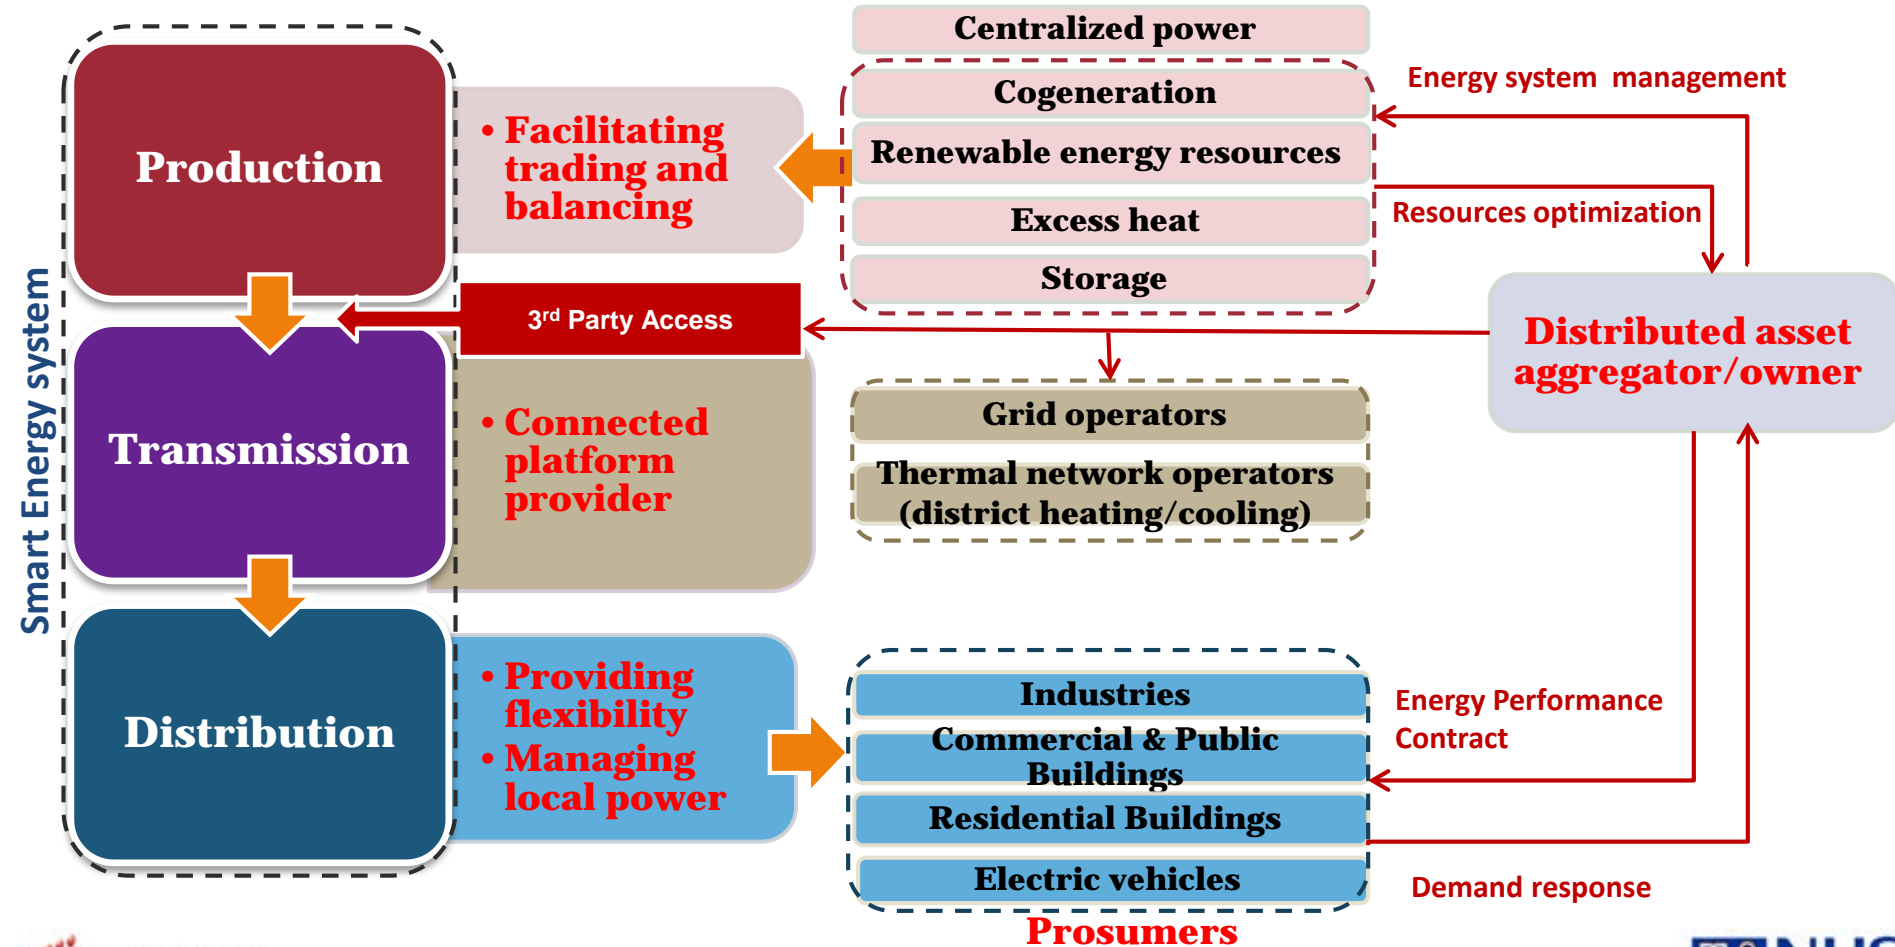 Smart Energy system
Production
• Facilitating
trading and
balancing
Centralized power
Cogeneration
Renewable energy resources
Excess heat
Storage
Energy system  management
Resources optimization
3rd Party Access
Distributed asset
aggregator/owner
Transmission
• Connected
platform
provider
Grid operators
Thermal network operators
(district heating/cooling)
Distribution
• Providing
flexibility
• Managing
local power
Industries
Commercial & Public
Buildings
Residential Buildings
Electric vehicles
Prosumers
Energy Performance
Contract
Demand response